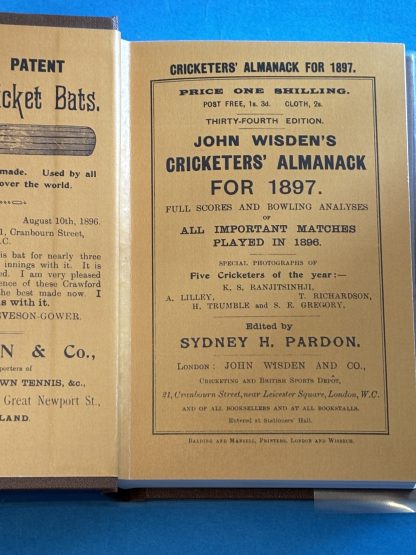 PATENT
icket Bats.
made. Used by all
over the world.
August 10th, 1896.
1, Cranbourn Street,
.C.
is bat for nearly three
innings with it. It is
ed. I am very pleased
ence of these Crawford
the best made now. I
s with it.
EVESON-GOWER.
N & Co.,
porters of
WN TENNIS, &c.,
Great Newport St.,
LAND.
CRICKETERS' ALMANACK FOR 1897.
PRICE ONE SHILLING.
POST FREE, 1s. 3d. CLOTH, 2s.
THIRTY-FOURTH EDITION.
JOHN WISDEN'S
CRICKETERS' ALMANACK
FOR 1897.
FULL SCORES AND BOWLING ANALYSES
OF
ALL IMPORTANT MATCHES
PLAYED IN 1896.
SPECIAL PHOTOGRAPHS OF
Five Cricketers of the year:—
K. S. RANJITSINHJI,
A. LILLEY, T. RICHARDSON,
H. TRUMBLE and S. E. GREGORY.
Edited by
SYDNEY H. PARDON.
LONDON: JOHN WISDEN AND CO.,
CRICKETING AND BRITISH SPORTS DEPÔT,
21, Cranbourn Street, near Leicester Square, London, W.C.
AND OF ALL BOOKSELLERS AND AT ALL BOOKSTALLS.
Entered at Stationers' Hall.
BALDING AND MANSELL, PRINTERS, LONDON AND WISBECH.